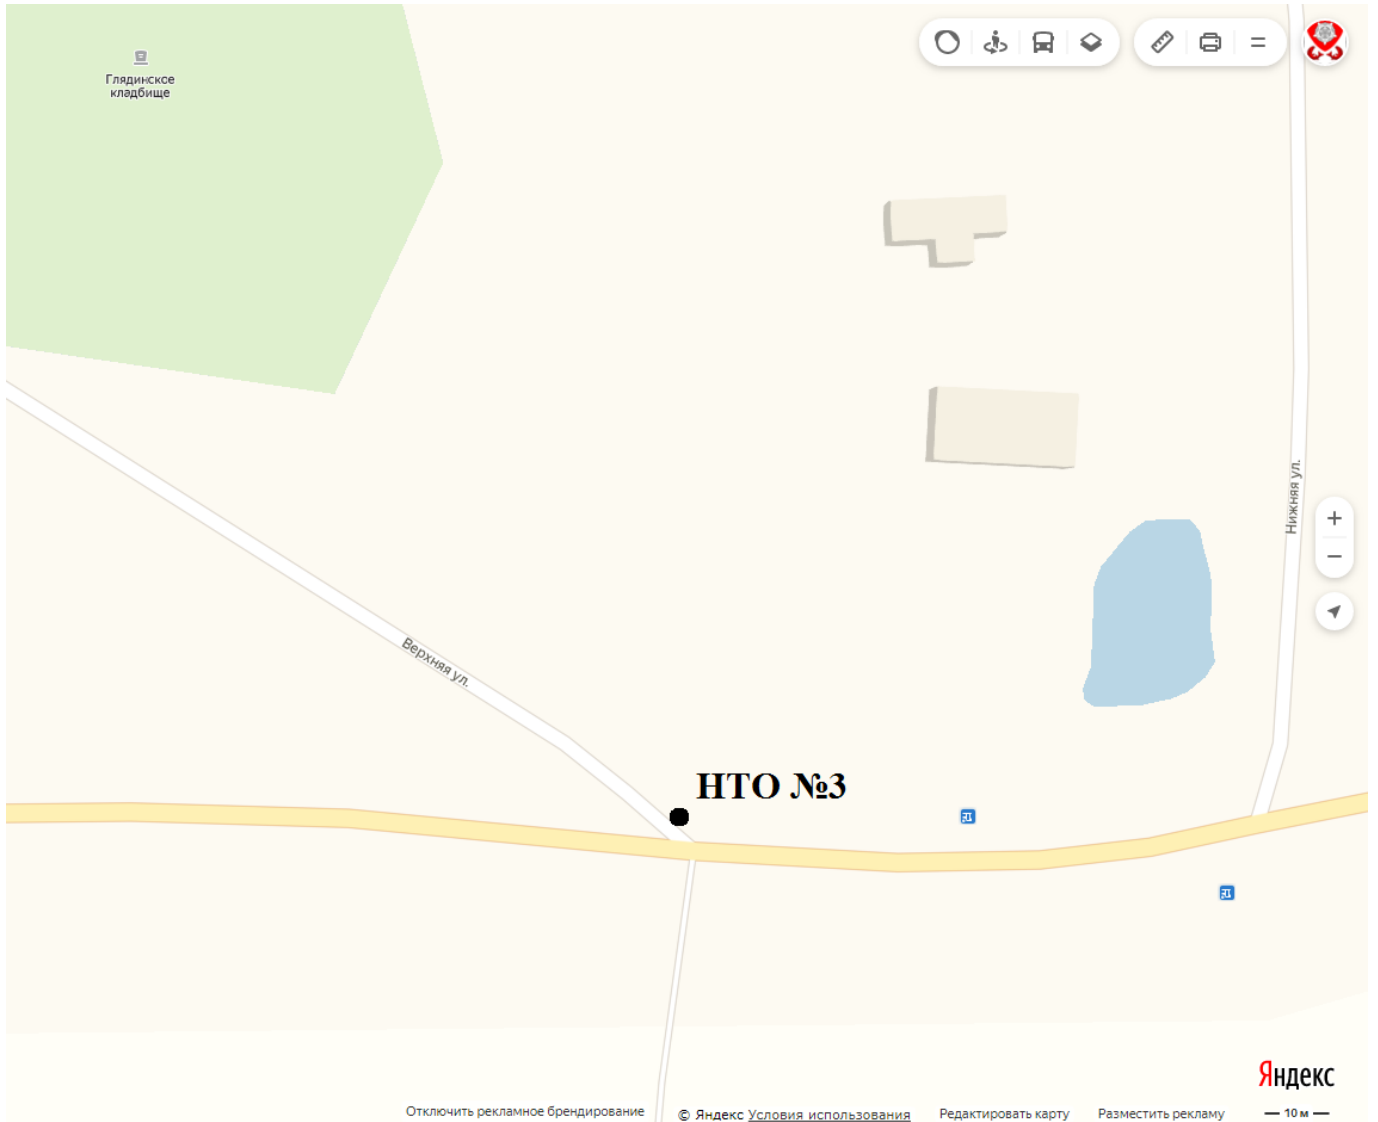 Глядинское
кладбище
Нижняя ул.
Верхняя ул.
НТО №3
Яндекс
Отключить рекламное брендирование
© Яндекс Условия использования
Редактировать карту
Разместить рекламу
10 м